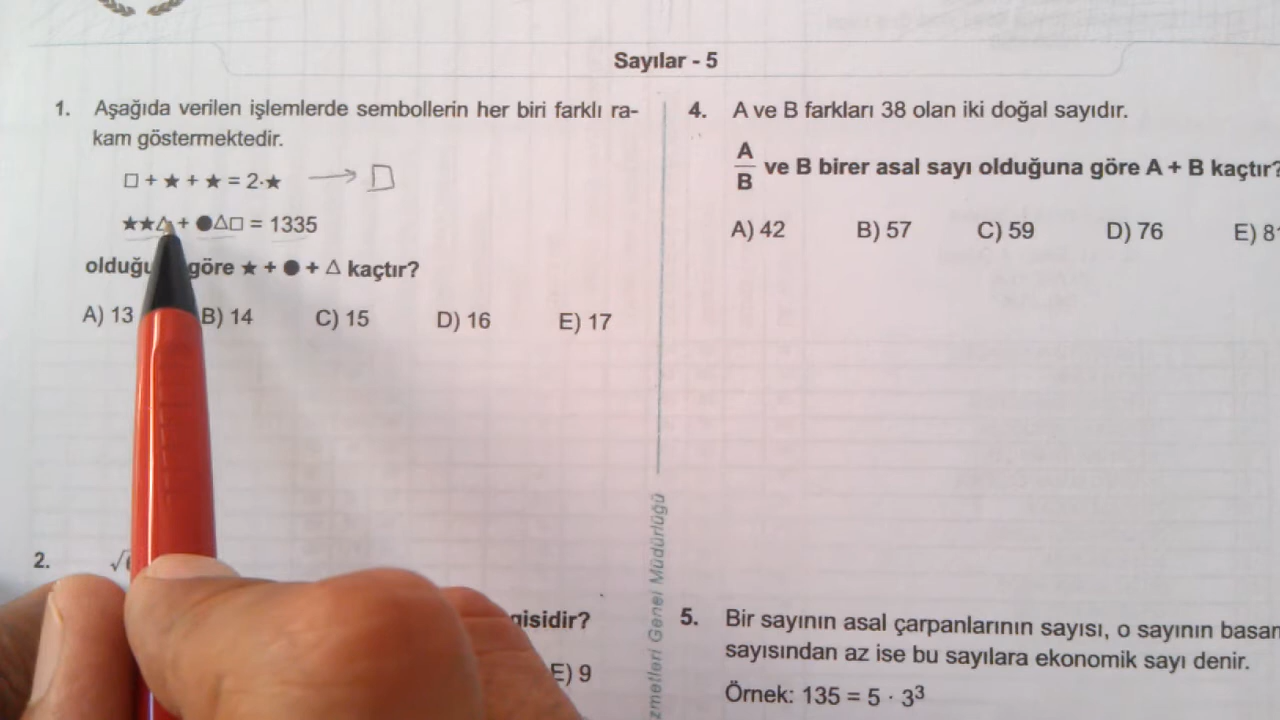 Sayılar - 5
1. Aşağıda verilen işlemlerde sembollerin her biri farklı ra-
kam göstermektedir.
□ + ★ + ★ = 2·★ → □
★★△ + ●△□ = 1335
göre ★ + ● + △ kaçtır?
A) 13 B) 14 C) 15 D) 16 E) 17
2.
E) 9
4. A ve B farkları 38 olan iki doğal sayıdır.
A/B ve B birer asal sayı olduğuna göre A + B kaçtır?
A) 42 B) 57 C) 59 D) 76 E)
5. Bir sayının asal çarpanlarının sayısı, o sayının
sayısından az ise bu sayılara ekonomik sayı denir.
Örnek: 135 = 5 · 3³
Genel Müdürlüğü